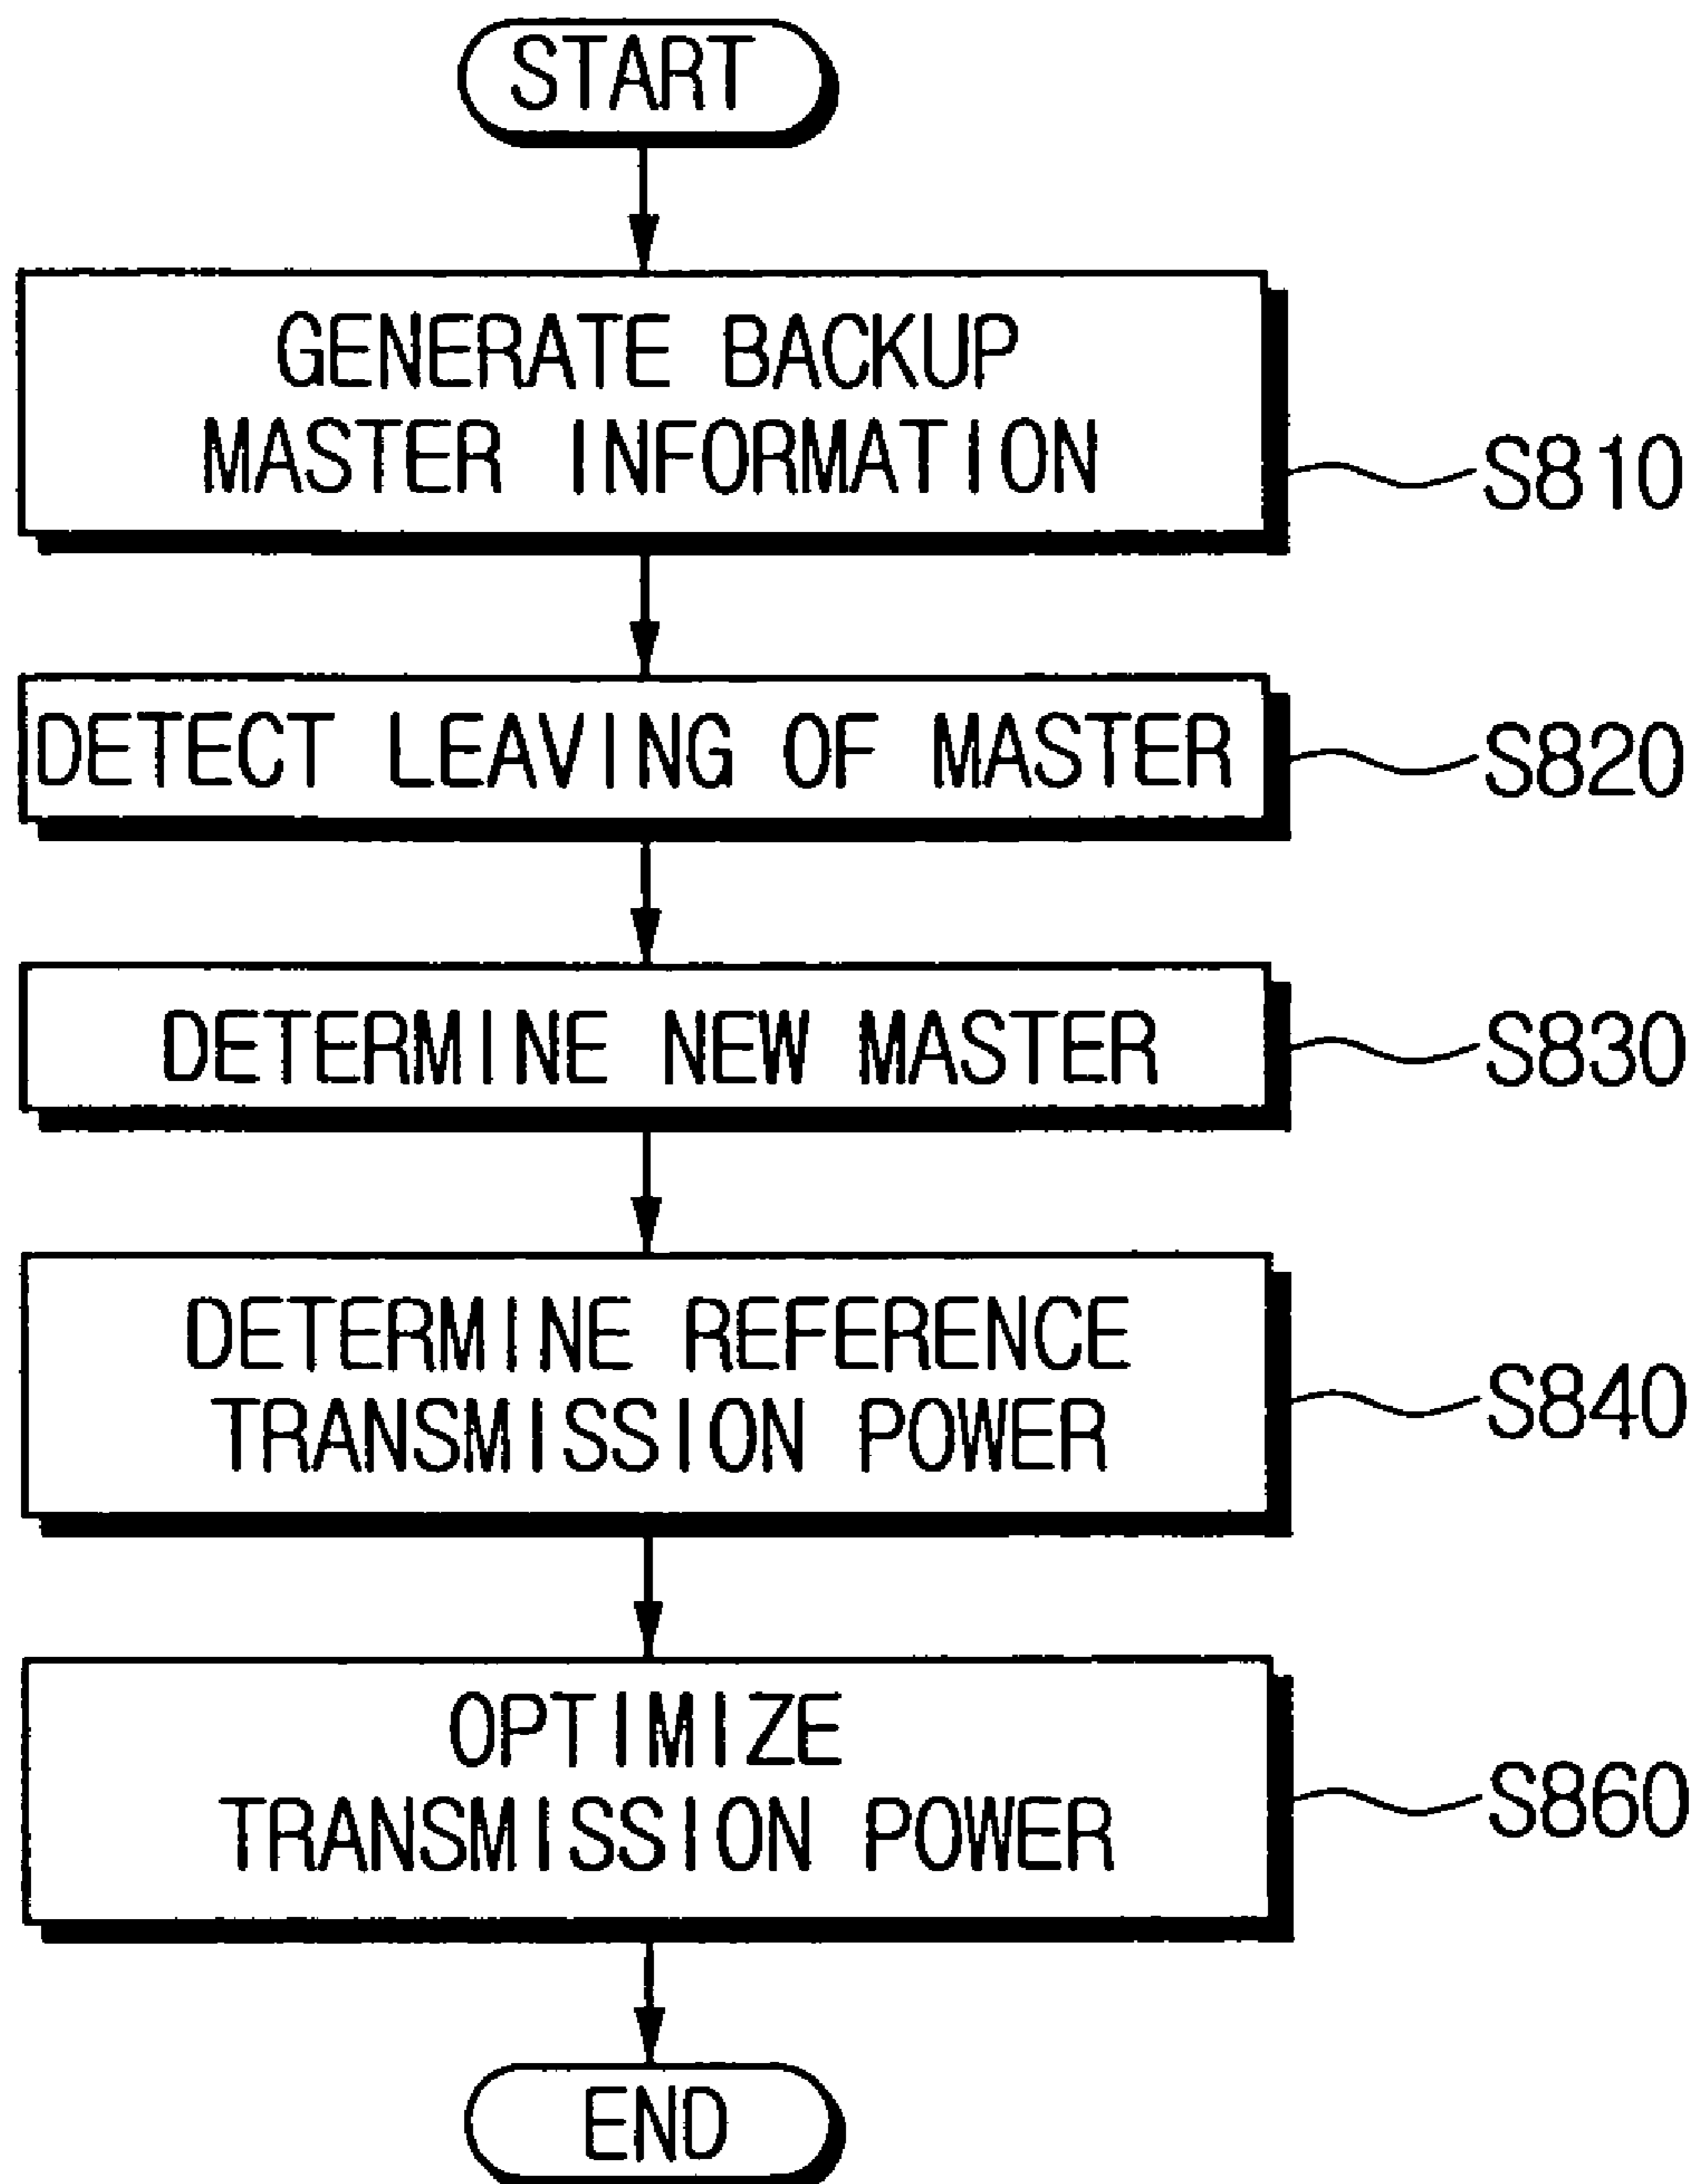 START
GENERATE BACKUP
MASTER INFORMATION
S810
DETECT LEAVING OF MASTER
S820
DETERMINE NEW MASTER
S830
DETERMINE REFERENCE
TRANSMISSION POWER
S840
OPTIMIZE
TRANSMISSION POWER
S860
END